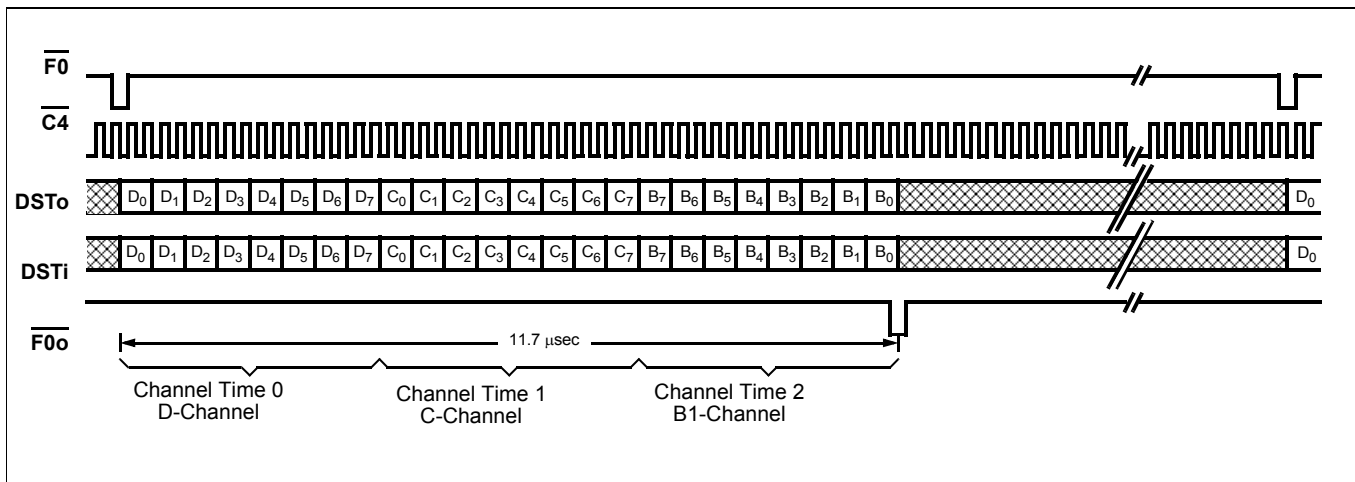 F0
C4
DSTo D0 D1 D2 D3 D4 D5 D6 D7 C0 C1 C2 C3 C4 C5 C6 C7 B7 B6 B5 B4 B3 B2 B1 B0 D0
DSTi D0 D1 D2 D3 D4 D5 D6 D7 C0 C1 C2 C3 C4 C5 C6 C7 B7 B6 B5 B4 B3 B2 B1 B0 D0
F0o
11.7 μsec
Channel Time 0
D-Channel
Channel Time 1
C-Channel
Channel Time 2
B1-Channel